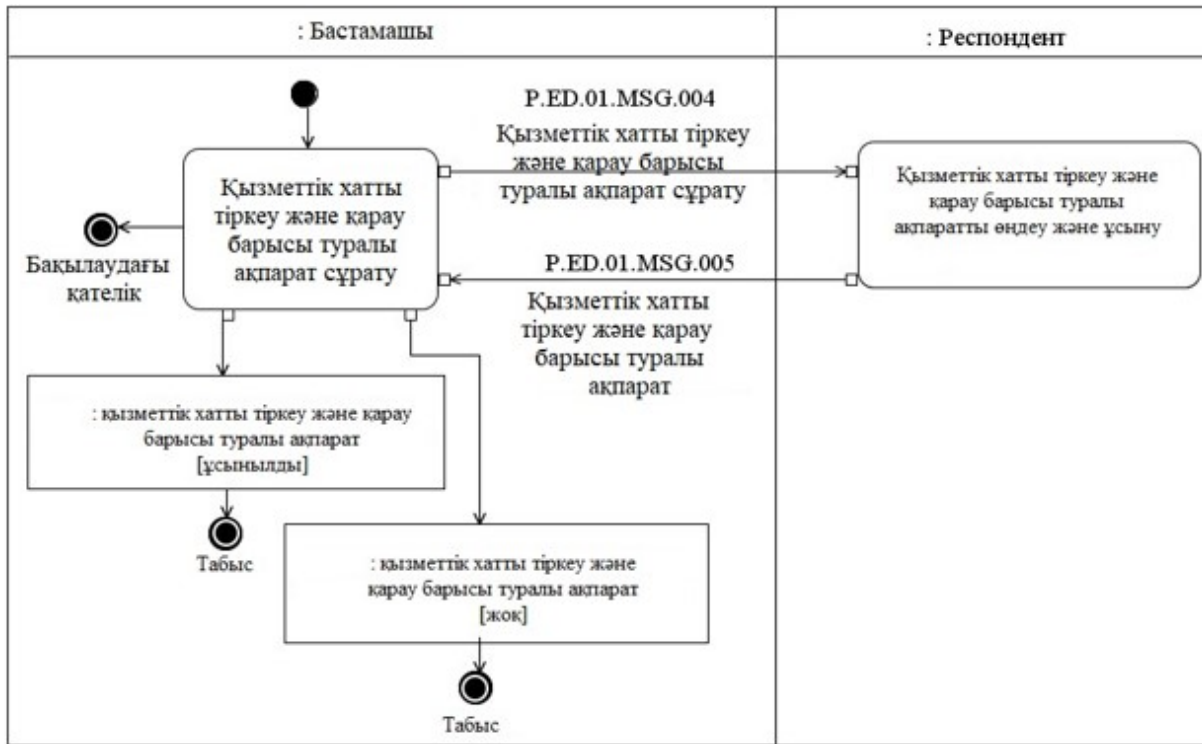 : Бастамашы
: Респондент
P.ED.01.MSG.004
Қызметтік хатты тіркеу
және қарау барысы
туралы ақпарат сұрату
Қызметтік хатты
тіркеу және қарау
барысы туралы
ақпарат сұрату
Қызметтік хатты тіркеу және
қарау барысы туралы
ақпаратты өңдеу және ұсыну
Бақылаудағы
қателік
P.ED.01.MSG.005
Қызметтік хатты
тіркеу және қарау
барысы туралы
ақпарат
: қызметтік хатты тіркеу және қарау
барысы туралы ақпарат
[ұсынылды]
Табыс
: қызметтік хатты тіркеу және
қарау барысы туралы ақпарат
[жоқ]
Табыс